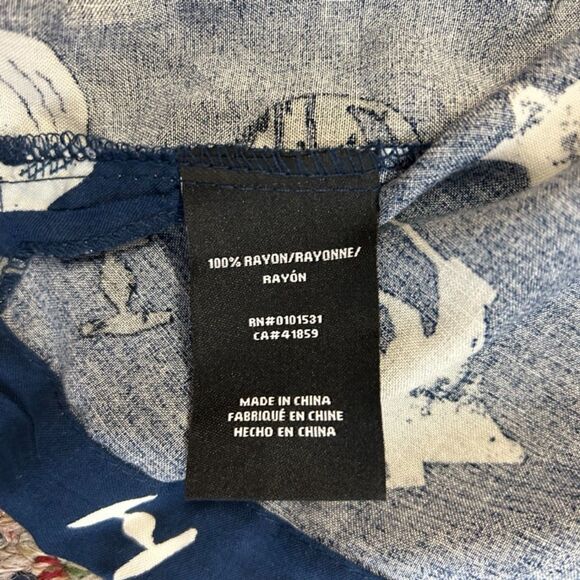 100% RAYON/RAYONNE/
RAYÓN
RN#0101531
CA#41859
MADE IN CHINA
FABRIQUÉ EN CHINE
HECHO EN CHINA